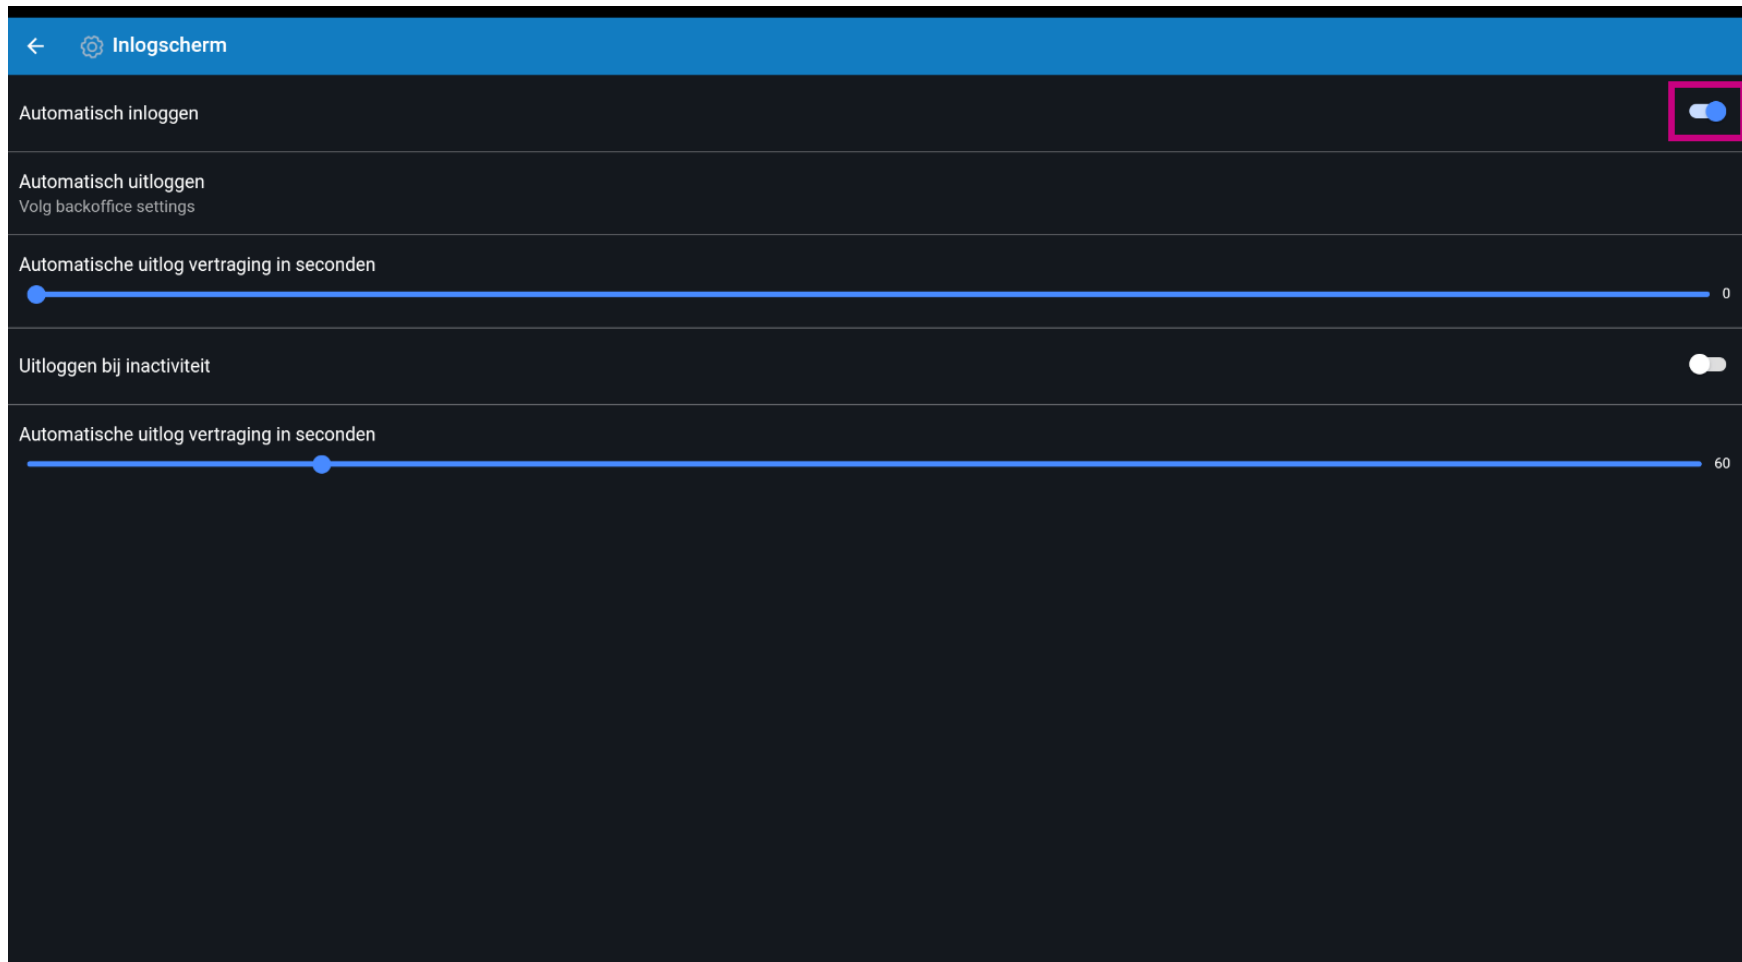 Inlogscherm
Automatisch inloggen
Automatisch uitloggen
Volg backoffice settings
Automatische uitlog vertraging in seconden
0
Uitloggen bij inactiviteit
Automatische uitlog vertraging in seconden
60